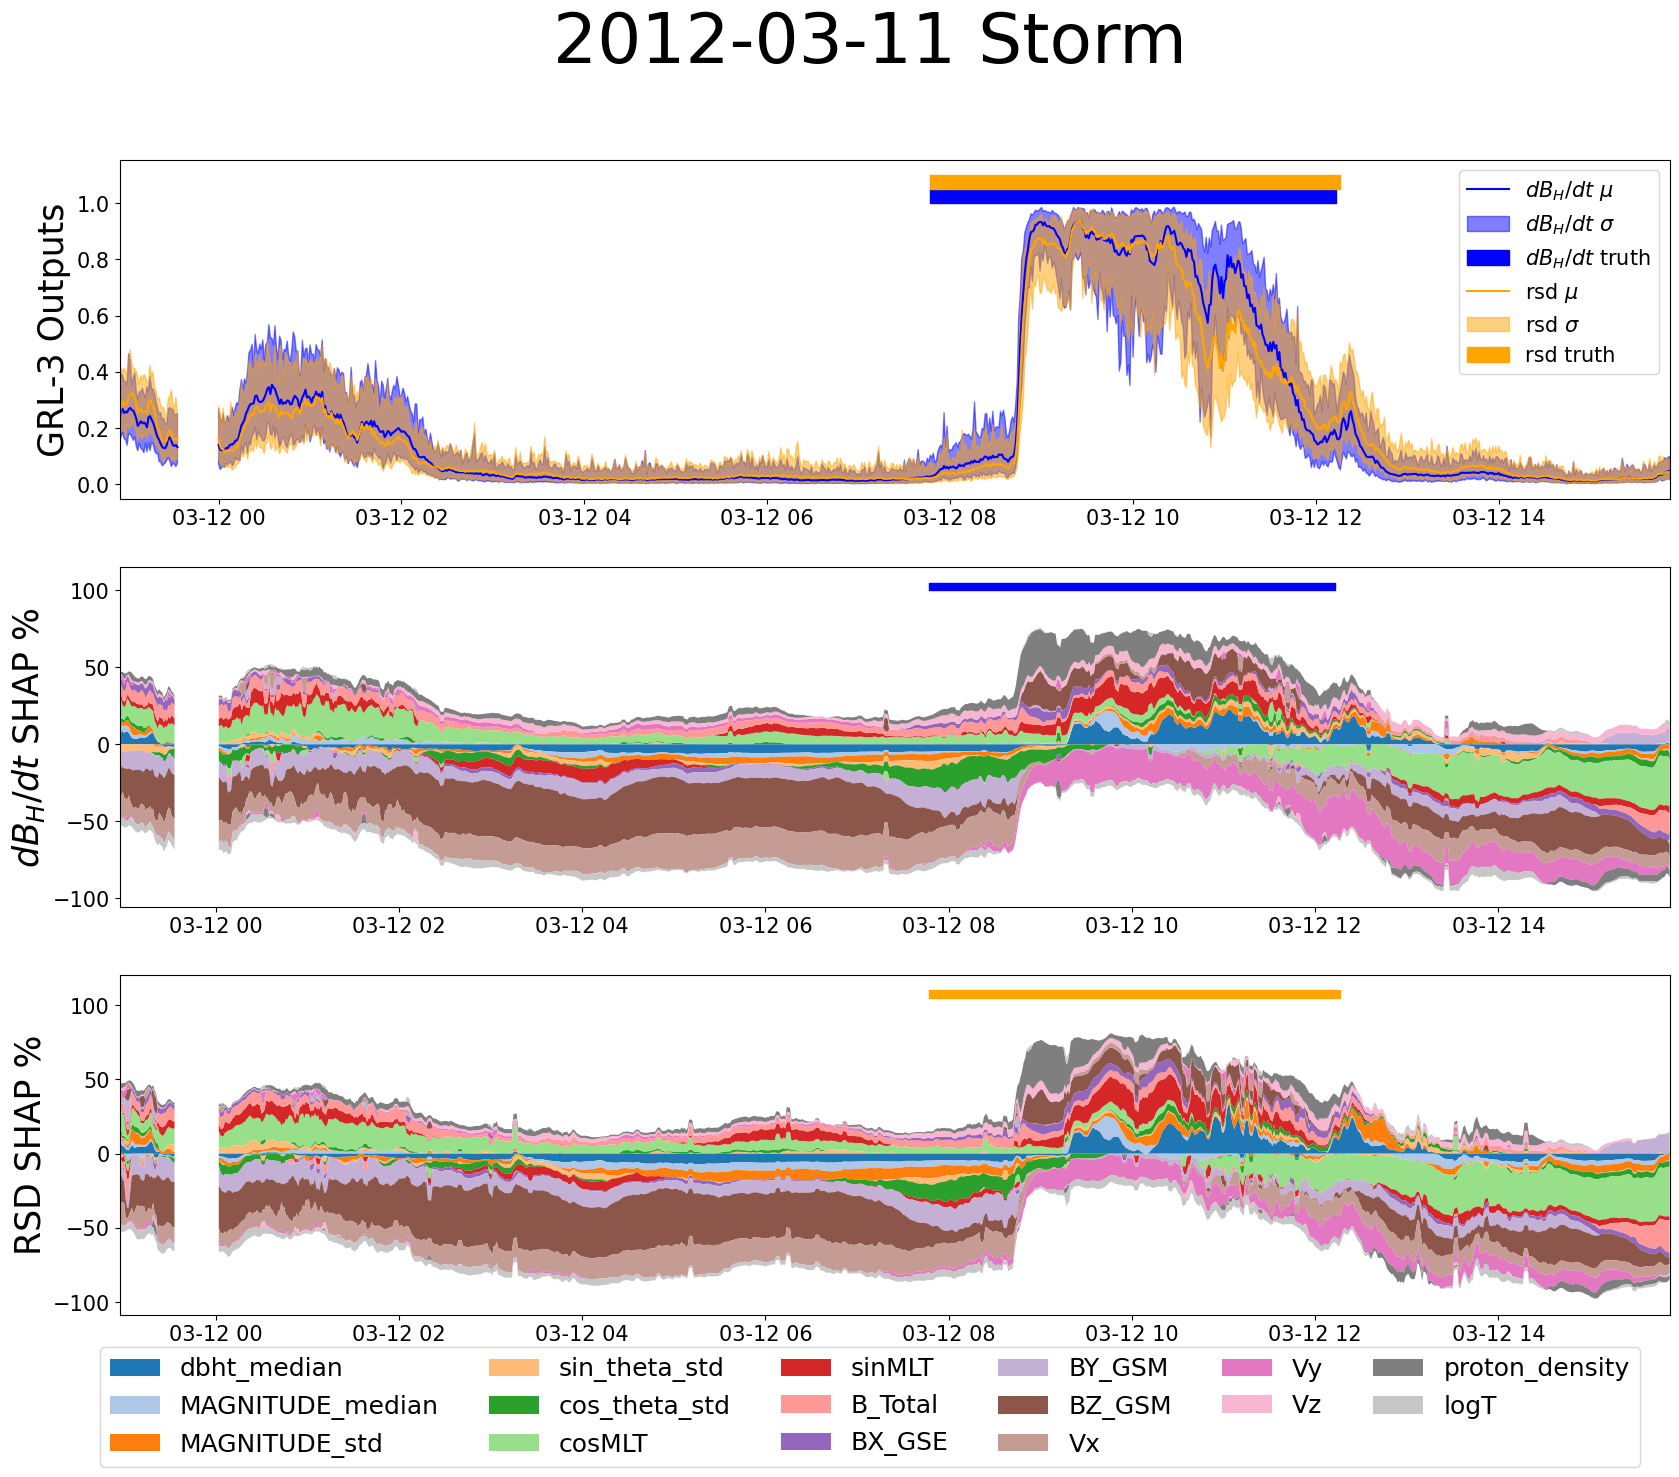 2012-03-11 Storm
GRL-3 Outputs
1.0
0.8
0.6
0.4
0.2
0.0
dB_H/dt μ
dB_H/dt σ
dB_H/dt truth
rsd μ
rsd σ
rsd truth
03-12 00 03-12 02 03-12 04 03-12 06 03-12 08 03-12 10 03-12 12 03-12 14
dB_H/dt SHAP %
100
50
0
−50
−100
03-12 00 03-12 02 03-12 04 03-12 06 03-12 08 03-12 10 03-12 12 03-12 14
RSD SHAP %
100
50
0
−50
−100
03-12 00 03-12 02 03-12 04 03-12 06 03-12 08 03-12 10 03-12 12 03-12 14
dbht_median sin_theta_std sinMLT BY_GSM Vy proton_density
MAGNITUDE_median cos_theta_std B_Total BZ_GSM Vz logT
MAGNITUDE_std cosMLT BX_GSE Vx